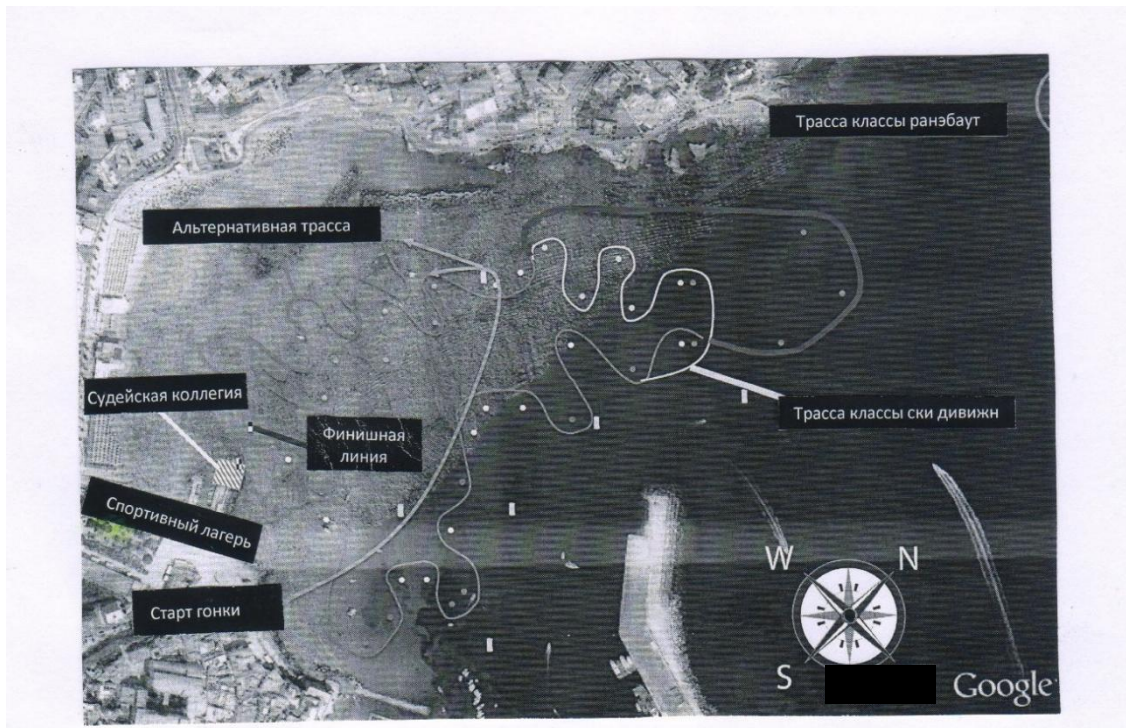 Трасса классы ранэбаут
Альтернативная трасса
Судейская коллегия
Финишная
линия
Трасса классы ски дивижн
Спортивный лагерь
Старт гонки
W
N
S
Google